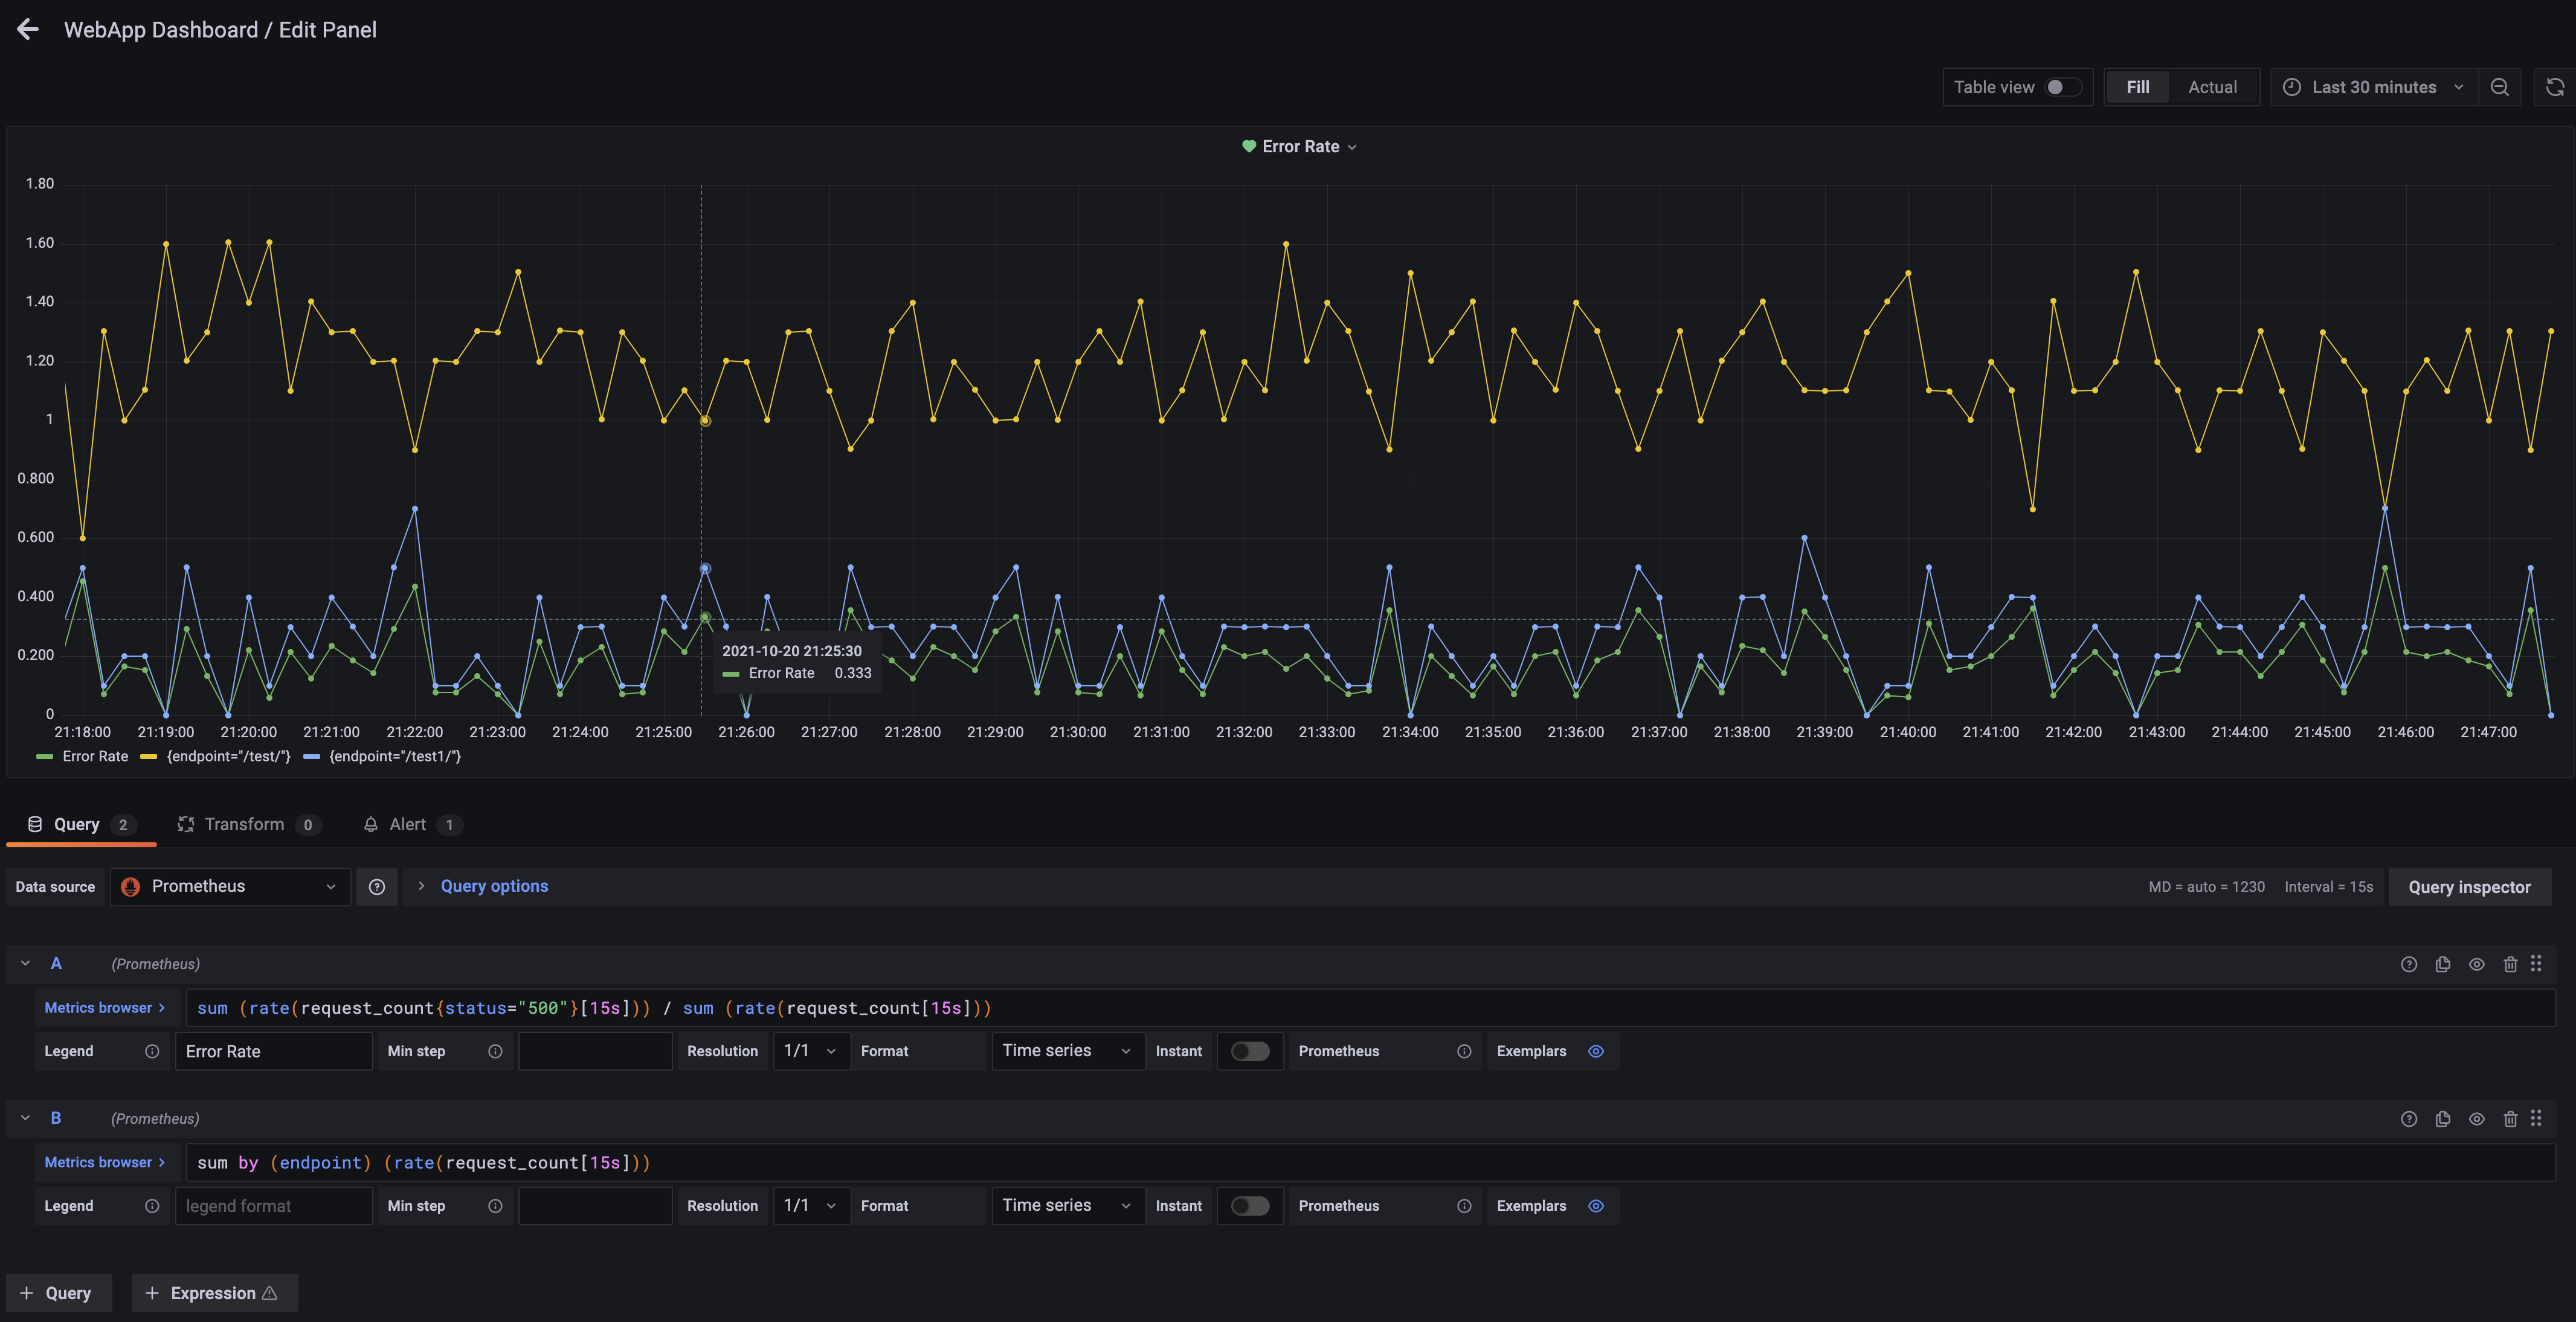 WebApp Dashboard / Edit Panel
Table view Fill Actual Last 30 minutes
Error Rate
1.80
1.60
1.40
1.20
1
0.800
0.600
0.400
0.200
0
2021-10-20 21:25:30
Error Rate 0.333
21:18:00 21:19:00 21:20:00 21:21:00 21:22:00 21:23:00 21:24:00 21:25:00 21:26:00 21:27:00 21:28:00 21:29:00 21:30:00 21:31:00 21:32:00 21:33:00 21:34:00 21:35:00 21:36:00 21:37:00 21:38:00 21:39:00 21:40:00 21:41:00 21:42:00 21:43:00 21:44:00 21:45:00 21:46:00 21:47:00
Error Rate {endpoint="/test/"} {endpoint="/test1/"}
Query 2 Transform 0 Alert 1
Data source Prometheus Query options MD = auto = 1230 Interval = 15s Query inspector
A (Prometheus)
Metrics browser > sum (rate(request_count{status="500"}[15s])) / sum (rate(request_count[15s]))
Legend Error Rate Min step Resolution 1/1 Format Time series Instant Prometheus Exemplars
B (Prometheus)
Metrics browser > sum by (endpoint) (rate(request_count[15s]))
Legend legend format Min step Resolution 1/1 Format Time series Instant Prometheus Exemplars
+ Query + Expression